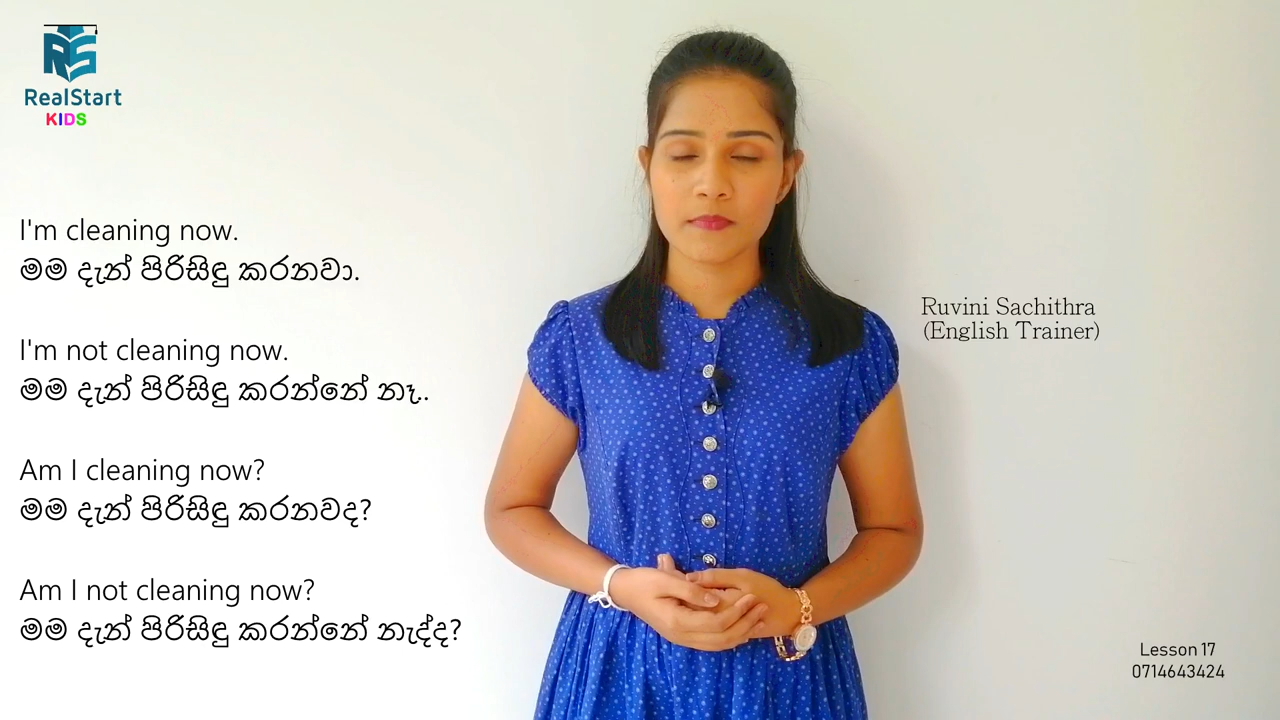 RS
RealStart
KIDS
I'm cleaning now.
මම දැන් පිරිසිඳු කරනවා.
I'm not cleaning now.
මම දැන් පිරිසිඳු කරන්නේ නෑ..
Am I cleaning now?
මම දැන් පිරිසිඳු කරනවද?
Am I not cleaning now?
මම දැන් පිරිසිඳු කරන්නේ නැද්ද?
Ruvini Sachithra
(English Trainer)
Lesson 17
0714643424